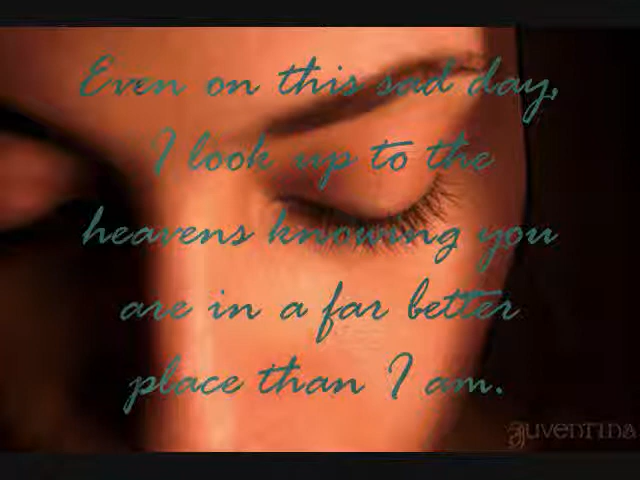 Even on this sad day,
I look up to the
heavens knowing you
are in a far better
place than I am.
Juventina